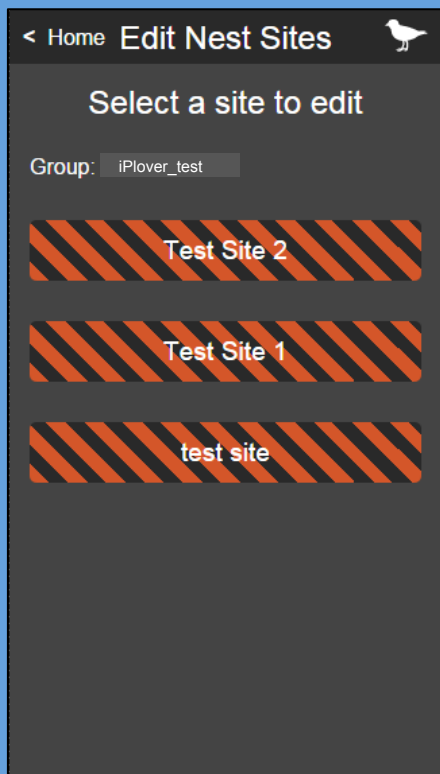 < Home Edit Nest Sites
Select a site to edit
Group: iPlover_test
Test Site 2
Test Site 1
test site